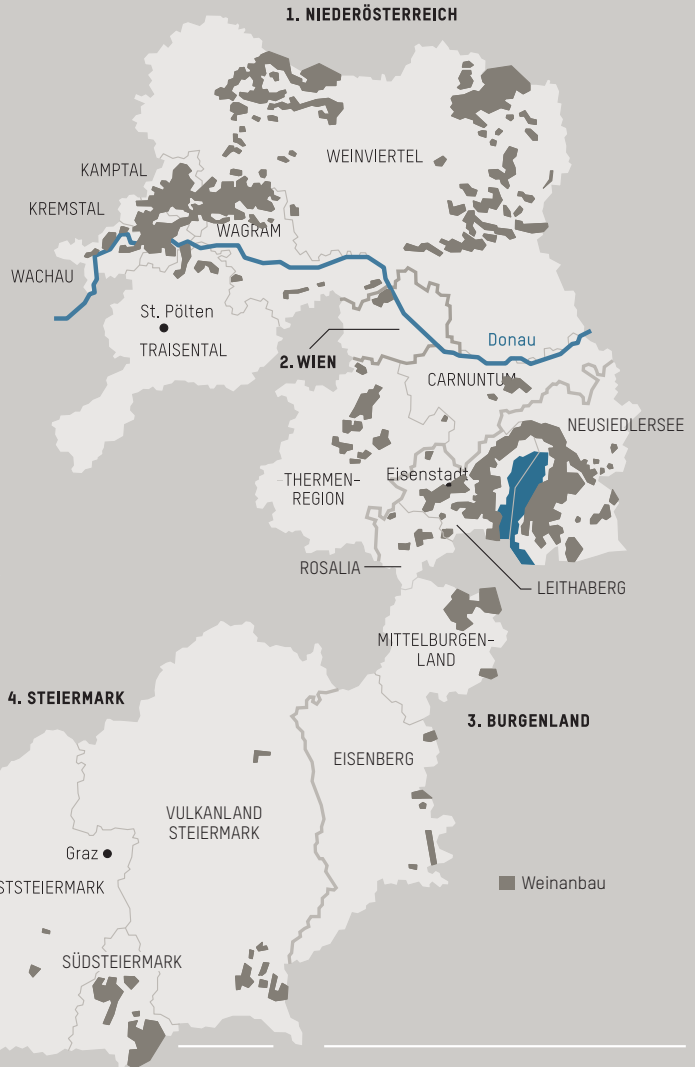 1. NIEDERÖSTERREICH
WEINVIERTEL
KAMPTAL
KREMSTAL
WAGRAM
WACHAU
St. Pölten
TRAISENTAL
Donau
2. WIEN
CARNUNTUM
NEUSIEDLERSEE
Eisenstadt
THERMEN-
REGION
ROSALIA
LEITHABERG
MITTELBURGEN-
LAND
4. STEIERMARK
3. BURGENLAND
EISENBERG
VULKANLAND
STEIERMARK
Graz
STSTEIERMARK
Weinanbau
SÜDSTEIERMARK